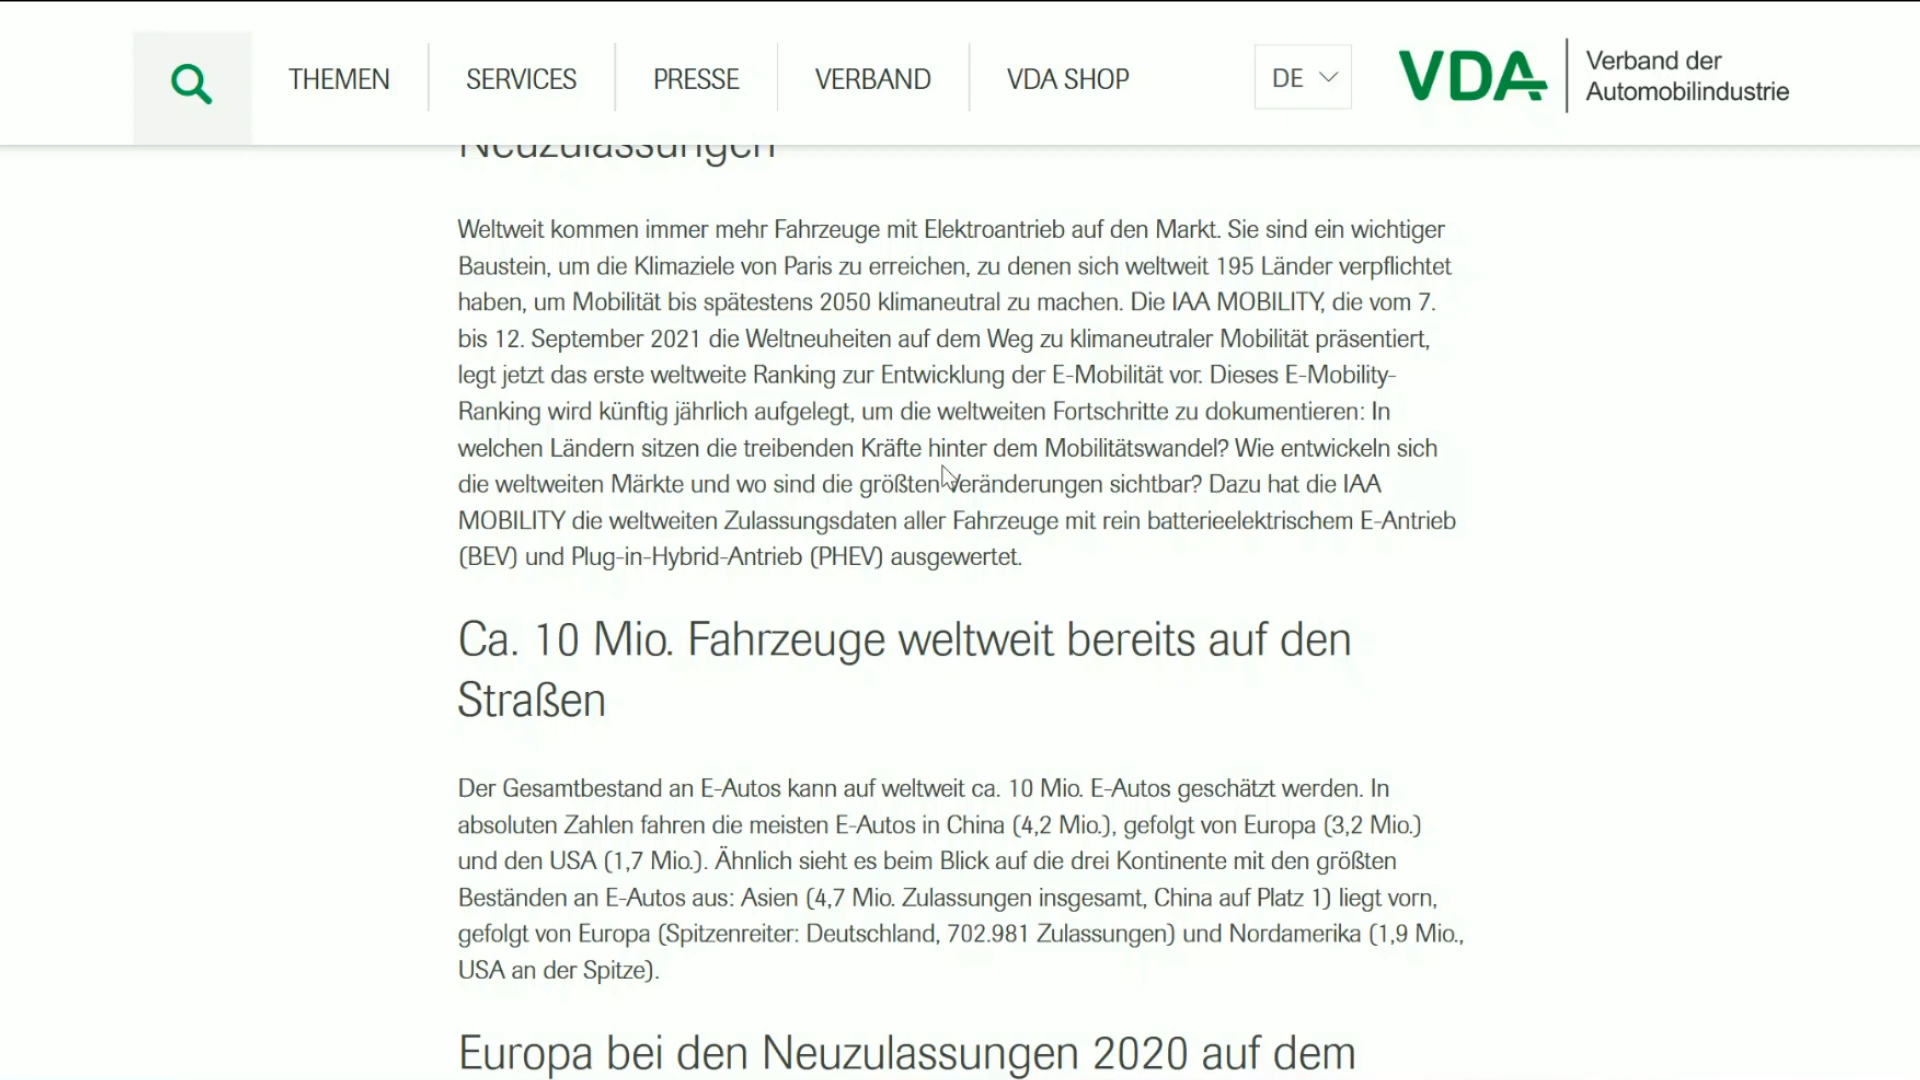 THEMEN
SERVICES
PRESSE
VERBAND
VDA SHOP
DE
VDA
Verband der
Automobilindustrie
Neuzulassungen
Weltweit kommen immer mehr Fahrzeuge mit Elektroantrieb auf den Markt. Sie sind ein wichtiger
Baustein, um die Klimaziele von Paris zu erreichen, zu denen sich weltweit 195 Länder verpflichtet
haben, um Mobilität bis spätestens 2050 klimaneutral zu machen. Die IAA MOBILITY, die vom 7.
bis 12. September 2021 die Weltneuheiten auf dem Weg zu klimaneutraler Mobilität präsentiert,
legt jetzt das erste weltweite Ranking zur Entwicklung der E-Mobilität vor. Dieses E-Mobility-
Ranking wird künftig jährlich aufgelegt, um die weltweiten Fortschritte zu dokumentieren: In
welchen Ländern sitzen die treibenden Kräfte hinter dem Mobilitätswandel? Wie entwickeln sich
die weltweiten Märkte und wo sind die größten Veränderungen sichtbar? Dazu hat die IAA
MOBILITY die weltweiten Zulassungsdaten aller Fahrzeuge mit rein batterieelektrischem E-Antrieb
(BEV) und Plug-in-Hybrid-Antrieb (PHEV) ausgewertet.
Ca. 10 Mio. Fahrzeuge weltweit bereits auf den
Straßen
Der Gesamtbestand an E-Autos kann auf weltweit ca. 10 Mio. E-Autos geschätzt werden. In
absoluten Zahlen fahren die meisten E-Autos in China (4,2 Mio.), gefolgt von Europa (3,2 Mio.)
und den USA (1,7 Mio.). Ähnlich sieht es beim Blick auf die drei Kontinente mit den größten
Beständen an E-Autos aus: Asien (4,7 Mio. Zulassungen insgesamt, China auf Platz 1) liegt vorn,
gefolgt von Europa (Spitzenreiter: Deutschland, 702.981 Zulassungen) und Nordamerika (1,9 Mio.,
USA an der Spitze).
Europa bei den Neuzulassungen 2020 auf dem